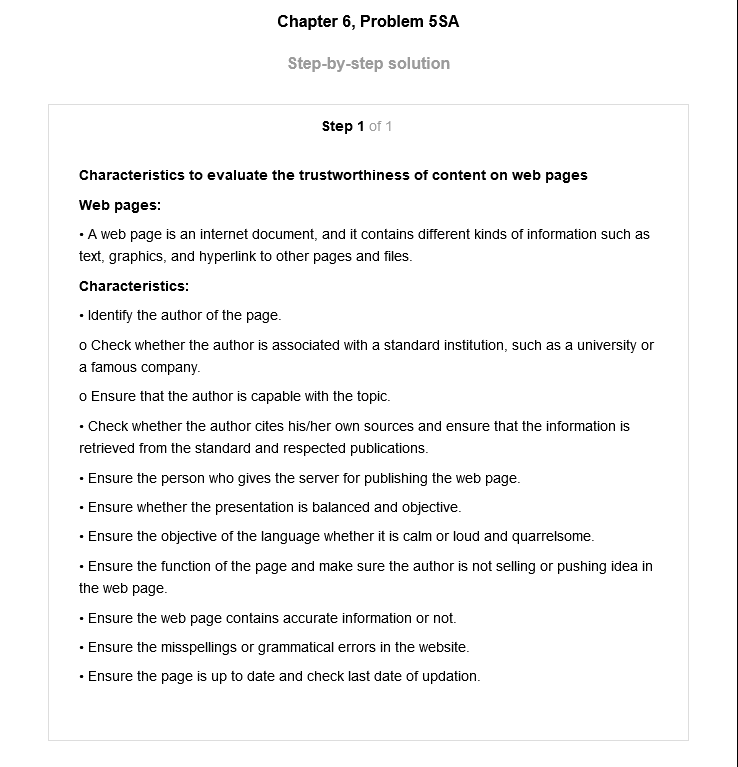 Chapter 6, Problem 5SA
Step-by-step solution
Step 1 of 1
Characteristics to evaluate the trustworthiness of content on web pages
Web pages:
• A web page is an internet document, and it contains different kinds of information such as
text, graphics, and hyperlink to other pages and files.
Characteristics:
• Identify the author of the page.
o Check whether the author is associated with a standard institution, such as a university or
a famous company.
o Ensure that the author is capable with the topic.
• Check whether the author cites his/her own sources and ensure that the information is
retrieved from the standard and respected publications.
• Ensure the person who gives the server for publishing the web page.
• Ensure whether the presentation is balanced and objective.
• Ensure the objective of the language whether it is calm or loud and quarrelsome.
• Ensure the function of the page and make sure the author is not selling or pushing idea in
the web page.
• Ensure the web page contains accurate information or not.
• Ensure the misspellings or grammatical errors in the website.
• Ensure the page is up to date and check last date of updation.